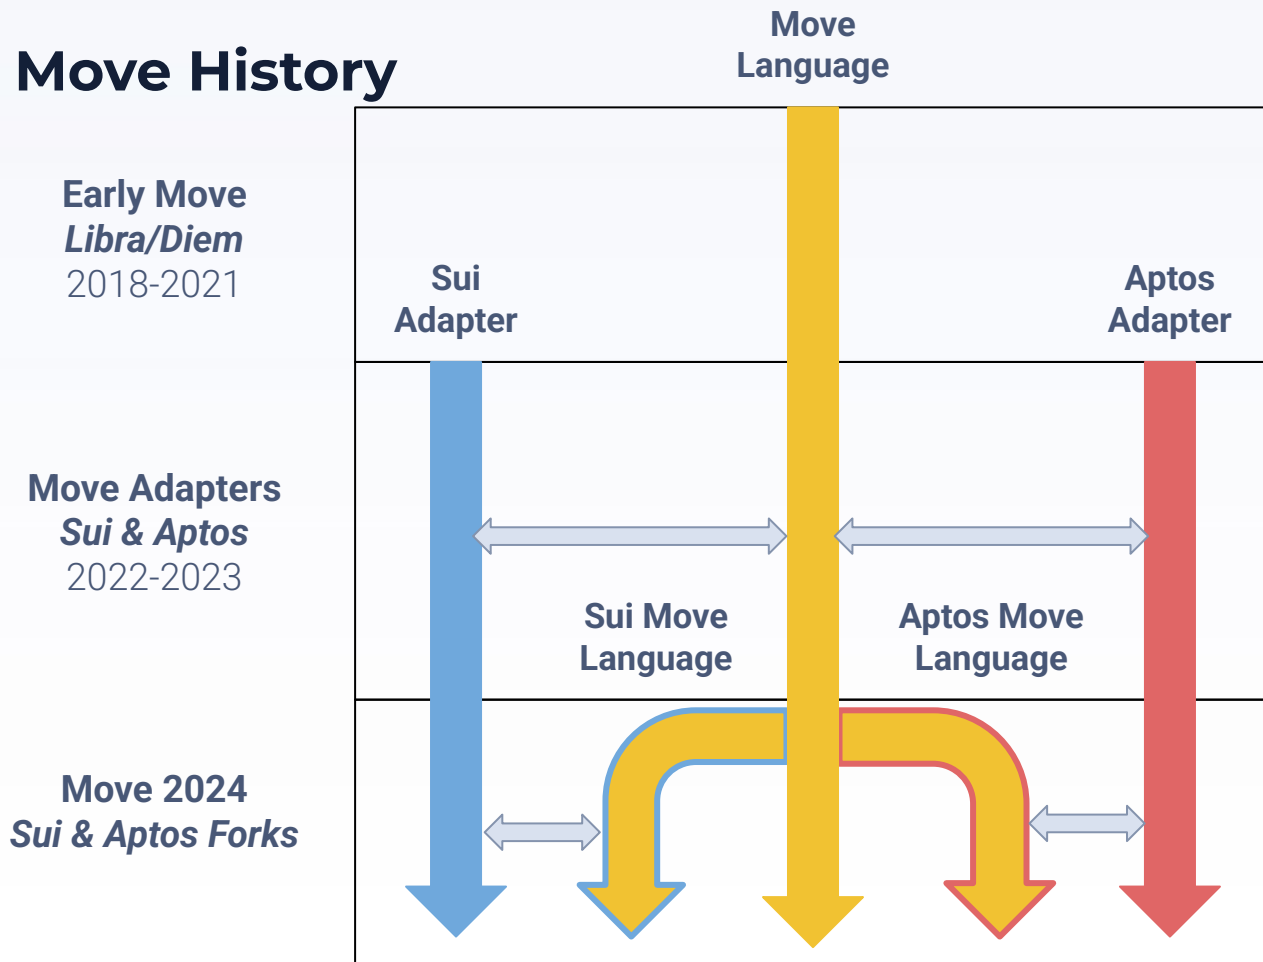 Move
Language
Move History
Early Move
Libra/Diem
2018-2021
Sui
Adapter
Aptos
Adapter
Move Adapters
Sui & Aptos
2022-2023
Sui Move
Language
Aptos Move
Language
Move 2024
Sui & Aptos Forks